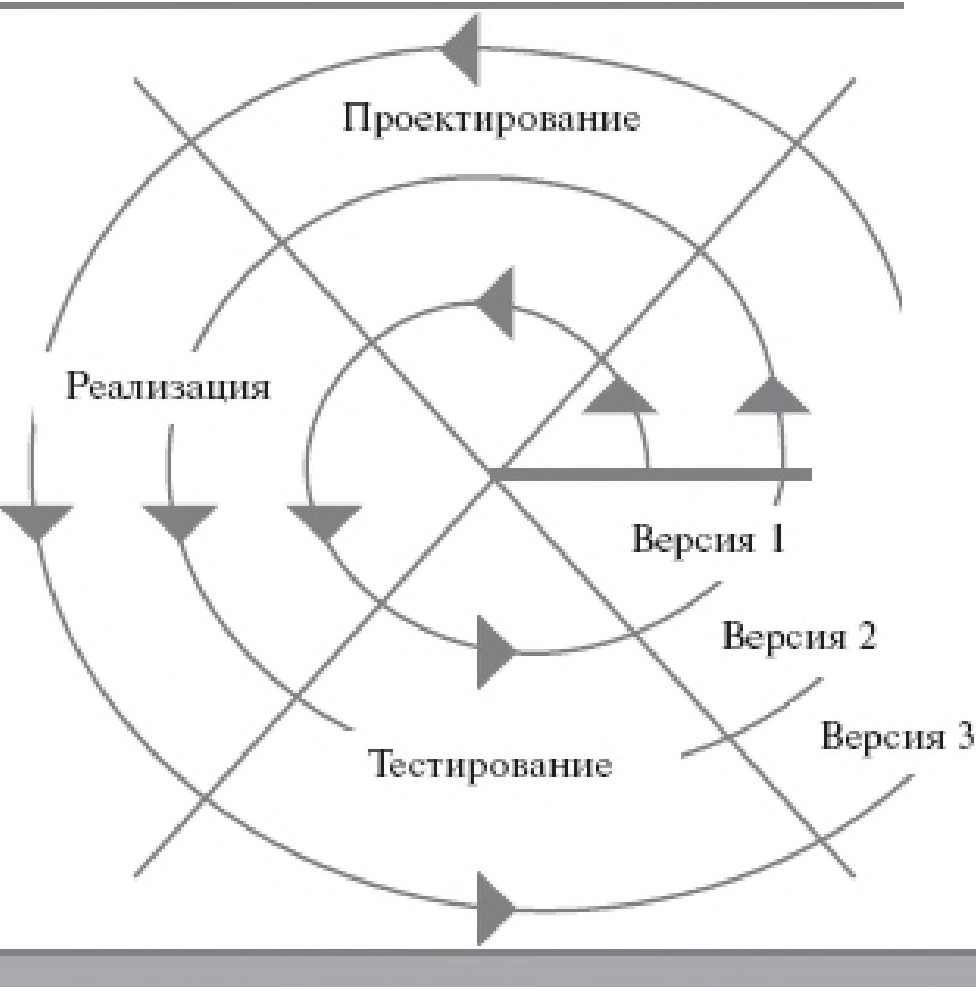 Проектирование
Реализация
Версия 1
Версия 2
Версия 3
Тестирование